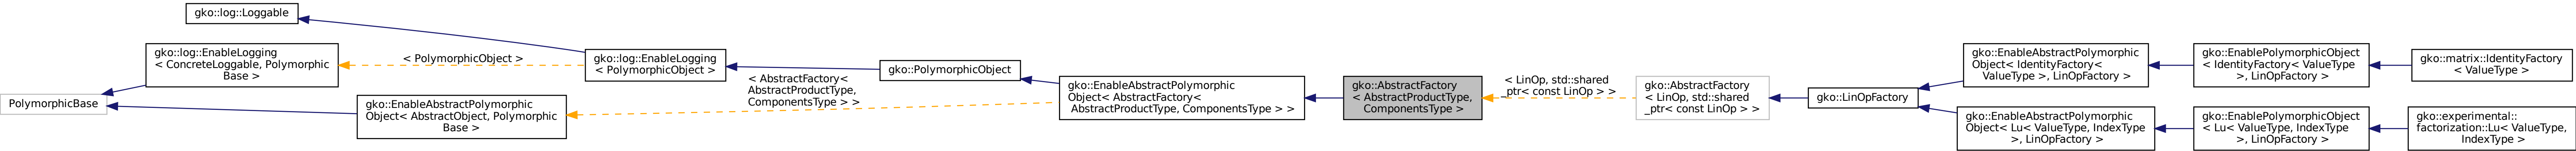 gko::log::Loggable
gko::log::EnableLogging
< ConcreteLoggable, Polymorphic
Base >
PolymorphicBase
gko::EnableAbstractPolymorphic
Object< AbstractObject, Polymorphic
Base >
< PolymorphicObject >
gko::log::EnableLogging
< PolymorphicObject >
< AbstractFactory<
AbstractProductType,
ComponentsType > >
gko::PolymorphicObject
gko::EnableAbstractPolymorphic
Object< AbstractFactory<
AbstractProductType, ComponentsType > >
gko::AbstractFactory
< AbstractProductType,
ComponentsType >
< LinOp, std::shared
_ptr< const LinOp > >
gko::AbstractFactory
< LinOp, std::shared
_ptr< const LinOp > >
gko::LinOpFactory
gko::EnableAbstractPolymorphic
Object< IdentityFactory<
ValueType >, LinOpFactory >
gko::EnablePolymorphicObject
< IdentityFactory< ValueType
>, LinOpFactory >
gko::matrix::IdentityFactory
< ValueType >
gko::EnableAbstractPolymorphic
Object< Lu< ValueType, IndexType
>, LinOpFactory >
gko::EnablePolymorphicObject
< Lu< ValueType, IndexType
>, LinOpFactory >
gko::experimental::
factorization::Lu< ValueType,
IndexType >